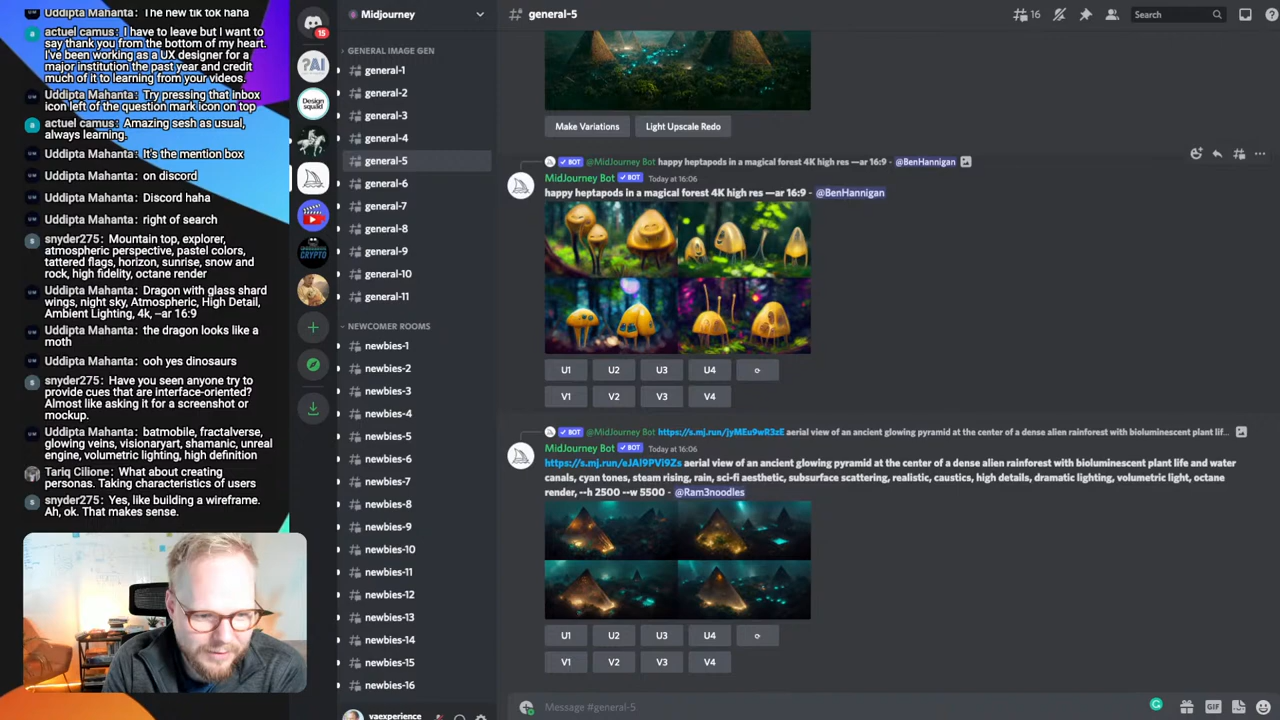 Uddipta Mahanta: The new tik tok haha
actuel camus: I have to leave but I want to
say thank you from the bottom of my heart.
I've been working as a UX designer for a
major institution the past year and credit
much of it to learning from your videos.
Uddipta Mahanta: Try pressing that inbox
icon left of the question mark icon on top
actuel camus: Amazing sesh as usual,
always learning.
Uddipta Mahanta: It's the mention box
Uddipta Mahanta: on discord
Uddipta Mahanta: Discord haha
Uddipta Mahanta: right of search
snyder275: Mountain top, explorer,
atmospheric perspective, pastel colors,
tattered flags, horizon, sunrise, snow and
rock, high fidelity, octane render
Uddipta Mahanta: Dragon with glass shard
wings, night sky, Atmospheric, High Detail,
Ambient Lighting, 4k, --ar 16:9
Uddipta Mahanta: the dragon looks like a
moth
Uddipta Mahanta: ooh yes dinosaurs
snyder275: Have you seen anyone try to
provide cues that are interface-oriented?
Almost like asking it for a screenshot or
mockup.
Uddipta Mahanta: batmobile, fractalverse,
glowing veins, visionaryart, shamanic, unreal
engine, volumetric lighting, high definition
Tariq Cilione: What about creating
personas. Taking characteristics of users
snyder275: Yes, like building a wireframe.
Ah, ok. That makes sense.
15
?AI
Design
squad
CRYPTO
Midjourney
GENERAL IMAGE GEN
general-1
general-2
general-3
general-4
general-5
general-6
general-7
general-8
general-9
general-10
general-11
NEWCOMER ROOMS
newbies-1
newbies-2
newbies-3
newbies-4
newbies-5
newbies-6
newbies-7
newbies-8
newbies-9
newbies-10
newbies-11
newbies-12
newbies-13
newbies-14
newbies-15
newbies-16
vaexperience
general-5
16
Search
Make Variations
Light Upscale Redo
BOT @MidJourney Bot happy heptapods in a magical forest 4K high res —ar 16:9 - @BenHannigan
MidJourney Bot BOT Today at 16:06
happy heptapods in a magical forest 4K high res —ar 16:9 - @BenHannigan
U1 U2 U3 U4
V1 V2 V3 V4
BOT @MidJourney Bot https://s.mj.run/jyMEu9wR3zE aerial view of an ancient glowing pyramid at the center of a dense alien rainforest with bioluminescent plant lif...
MidJourney Bot BOT Today at 16:06
https://s.mj.run/eJAl9PVi9Zs aerial view of an ancient glowing pyramid at the center of a dense alien rainforest with bioluminescent plant life and water
canals, cyan tones, steam rising, rain, sci-fi aesthetic, subsurface scattering, realistic, caustics, high details, dramatic lighting, volumetric light, octane
render, --h 2500 --w 5500 - @Ram3noodles
U1 U2 U3 U4
V1 V2 V3 V4
Message #general-5
GIF